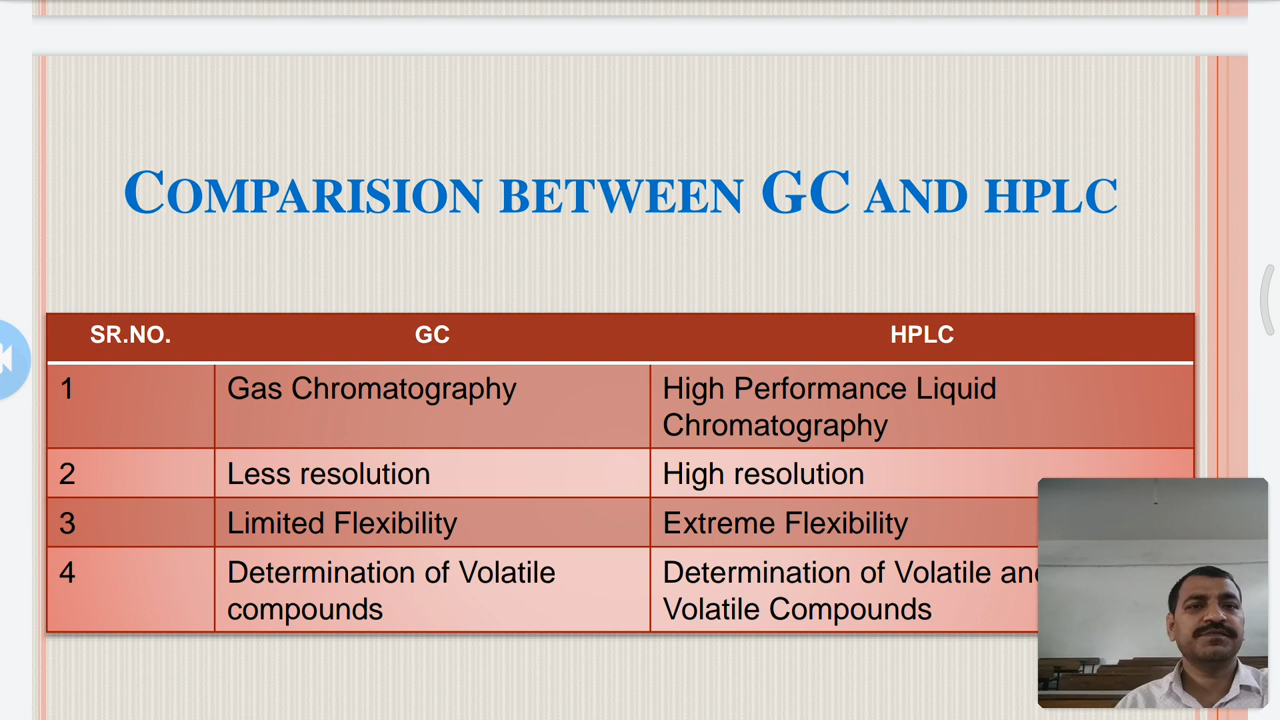 COMPARISION BETWEEN GC AND HPLC
SR.NO. GC HPLC
1 Gas Chromatography High Performance Liquid
Chromatography
2 Less resolution High resolution
3 Limited Flexibility Extreme Flexibility
4 Determination of Volatile Determination of Volatile
compounds Volatile Compounds